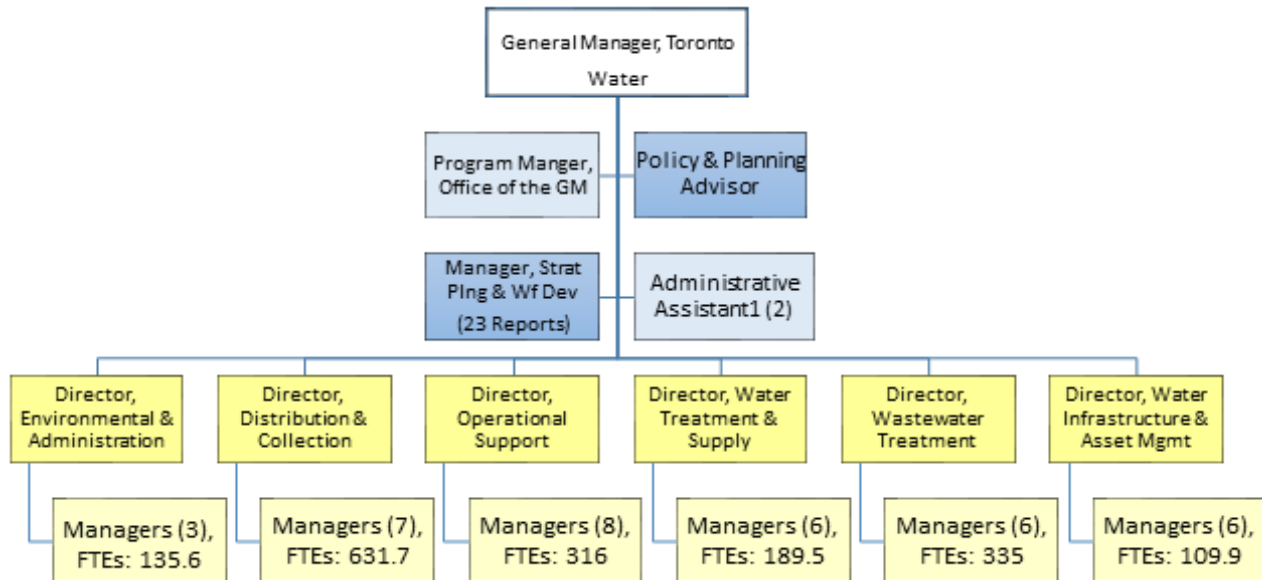 General Manager, Toronto
Water
Program Manger,
Office of the GM
Policy & Planning
Advisor
Manager, Strat
Plng & Wf Dev
(23 Reports)
Administrative
Assistant1 (2)
Director,
Environmental &
Administration
Director,
Distribution &
Collection
Director,
Operational
Support
Director, Water
Treatment &
Supply
Director,
Wastewater
Treatment
Director, Water
Infrastructure &
Asset Mgmt
Managers (3),
FTEs: 135.6
Managers (7),
FTEs: 631.7
Managers (8),
FTEs: 316
Managers (6),
FTEs: 189.5
Managers (6),
FTEs: 335
Managers (6),
FTEs: 109.9